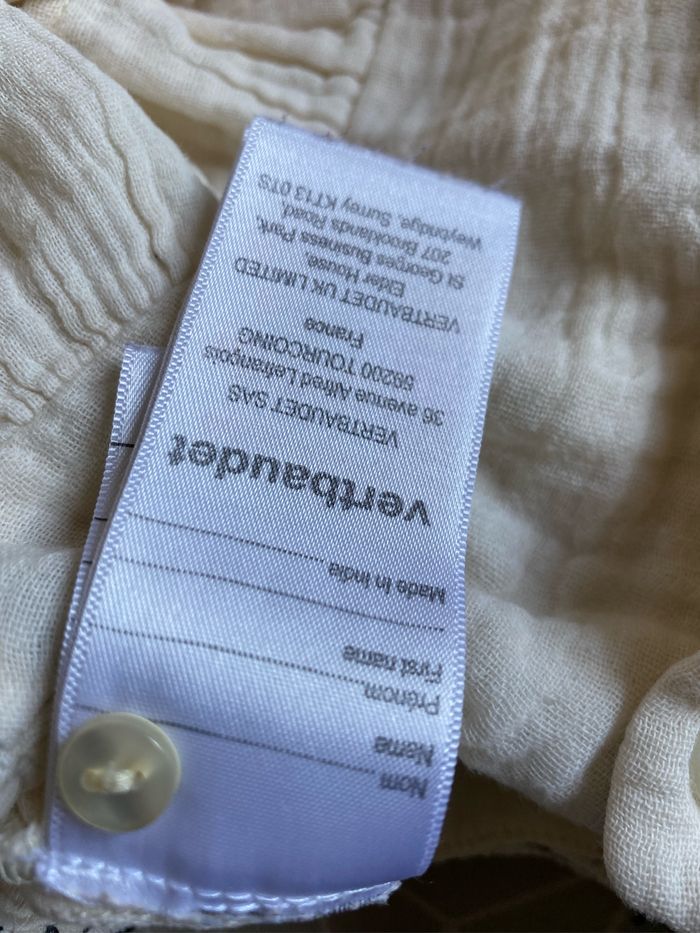 Nom
Name
Prénom
First name
Made in India
vertbaudet
VERTBAUDET SAS
36 avenue Alfred Lefrançois
59200 TOURCOING
France
VERTBAUDET UK LIMITED
Elder House,
St Georges Business Park,
207 Brooklands Road,
Weybridge, Surrey KT13 0TS